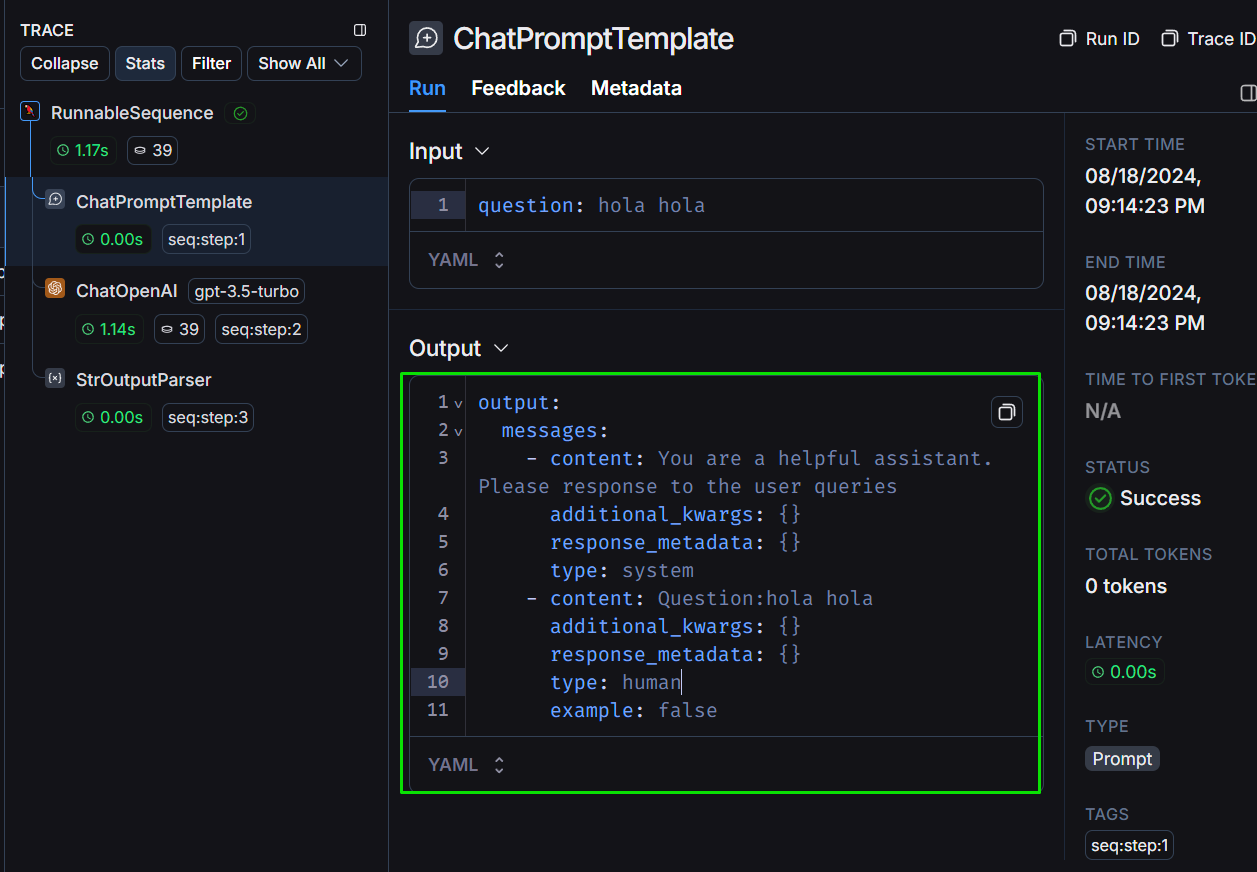 TRACE
Collapse Stats Filter Show All
RunnableSequence
1.17s 39
ChatPromptTemplate
0.00s seq:step:1
ChatOpenAI gpt-3.5-turbo
1.14s 39 seq:step:2
StrOutputParser
0.00s seq:step:3
ChatPromptTemplate
Run ID Trace ID
Run Feedback Metadata
Input
1 question: hola hola
YAML
Output
1 output:
2 messages:
3 - content: You are a helpful assistant.
Please response to the user queries
4 additional_kwargs: {}
5 response_metadata: {}
6 type: system
7 - content: Question:hola hola
8 additional_kwargs: {}
9 response_metadata: {}
10 type: human
11 example: false
YAML
START TIME
08/18/2024,
09:14:23 PM
END TIME
08/18/2024,
09:14:23 PM
TIME TO FIRST TOKE
N/A
STATUS
Success
TOTAL TOKENS
0 tokens
LATENCY
0.00s
TYPE
Prompt
TAGS
seq:step:1